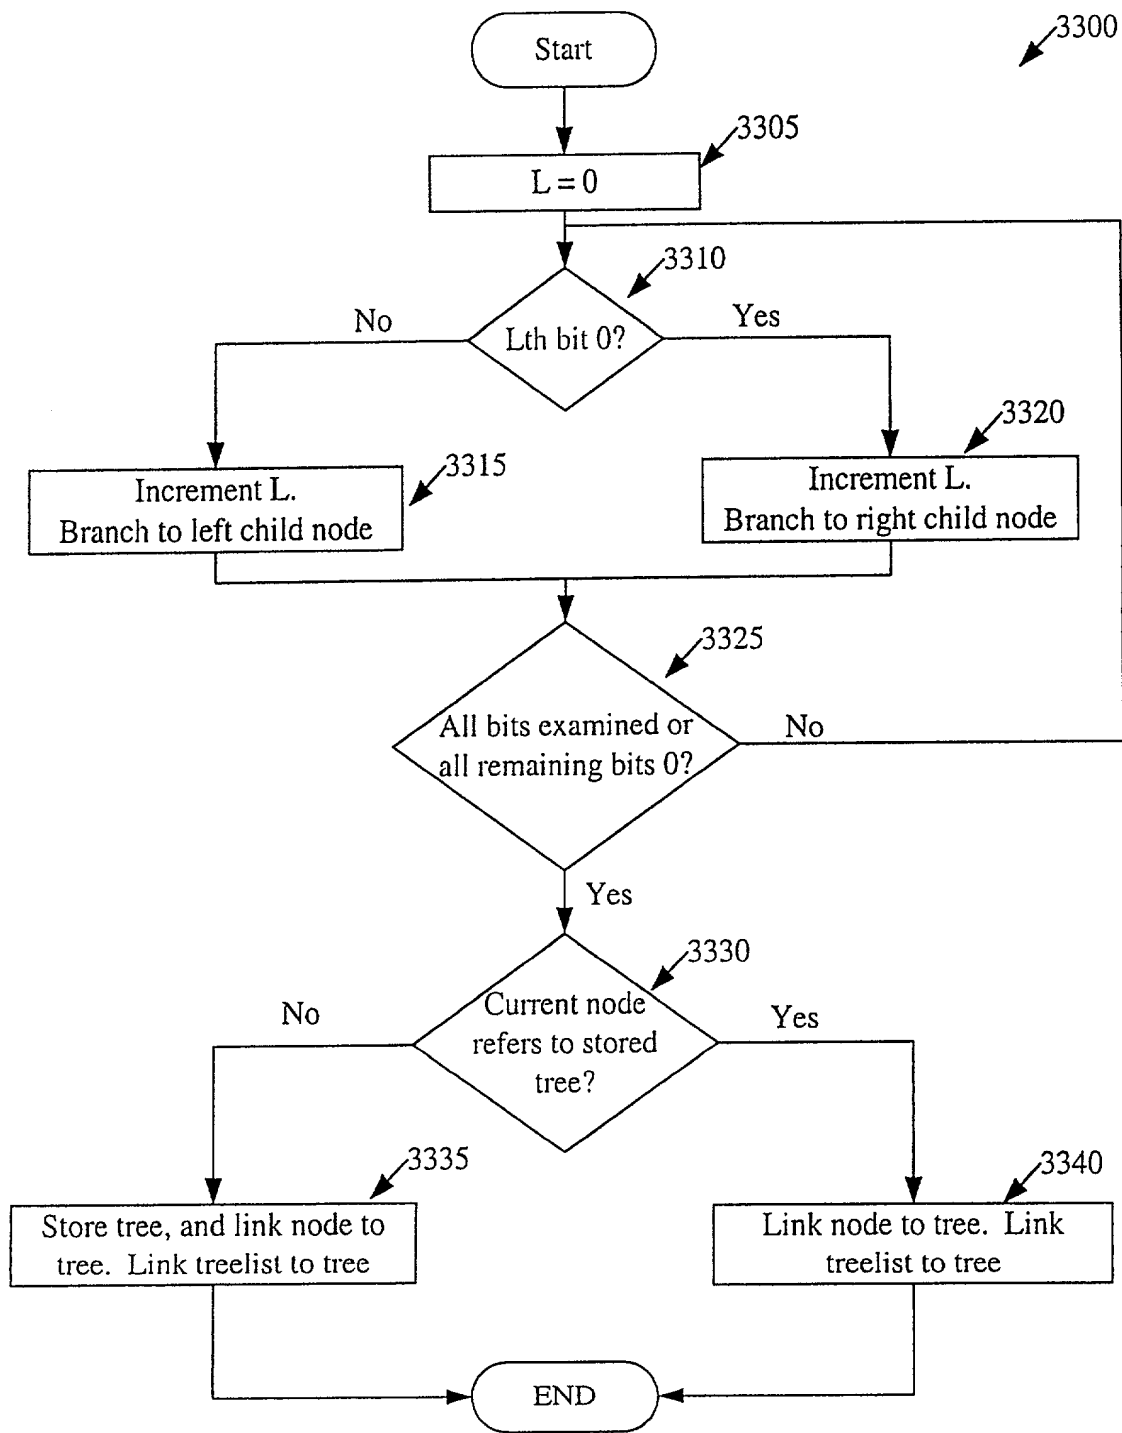 3300
Start
3305
L = 0
3310
No
Yes
Lth bit 0?
3315
3320
Increment L.
Branch to left child node
Increment L.
Branch to right child node
3325
All bits examined or
all remaining bits 0?
No
Yes
3330
No
Yes
Current node
refers to stored
tree?
3335
3340
Store tree, and link node to
tree. Link treelist to tree
Link node to tree. Link
treelist to tree
END